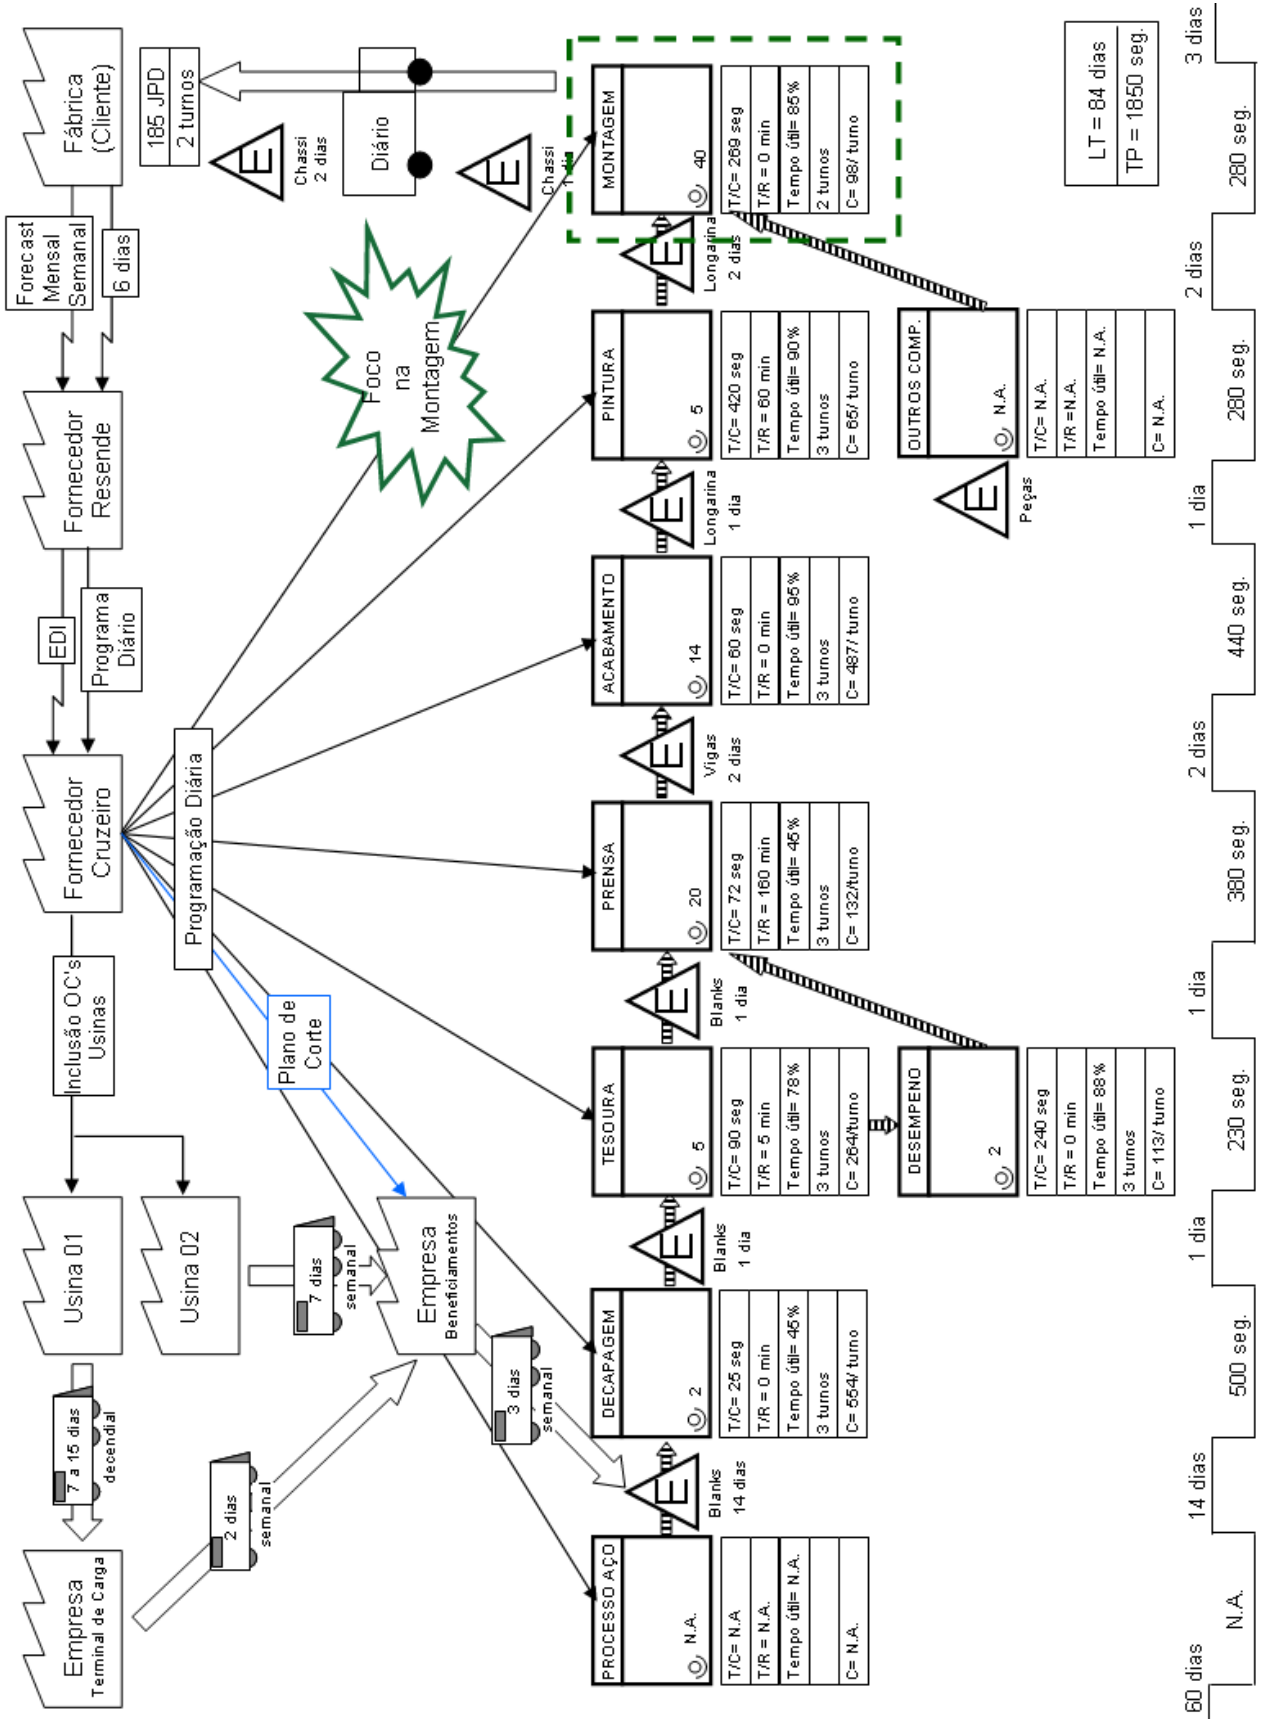 Empresa
Terminal de Carga
7 a 15 dias
decendial
Usina 01
Usina 02
Inclusão OC's
Usinas
Fornecedor
Cruzeiro
EDI
Programa
Diário
Fornecedor
Resende
Forecast
Mensal
Semanal
6 dias
Fábrica
(Cliente)
185 JPD
2 turnos
2 dias
semanal
7 dias
semanal
Empresa
Beneficiamentos
3 dias
semanal
Plano de
Corte
Programação Diária
Foco
na
Montagem
E
Chassi
2 dias
Diário
E
Chassi
PROCESSO AÇO
N.A.
T/C= N.A
T/R = N.A.
Tempo útil= N.A.
C= N.A.
E
Blanks
14 dias
DECAPAGEM
2
T/C= 25 seg
T/R = 0 min
Tempo útil= 45%
3 turnos
C= 554/ turno
E
Blanks
1 dia
TESOURA
5
T/C= 90 seg
T/R = 5 min
Tempo útil= 78%
3 turnos
C= 264/turno
E
Blanks
1 dia
PRENSA
20
T/C= 72 seg
T/R = 160 min
Tempo útil= 45%
3 turnos
C= 132/turno
E
Vigas
2 dias
ACABAMENTO
14
T/C= 60 seg
T/R = 0 min
Tempo útil= 95%
3 turnos
C= 487/ turno
E
Longarina
1 dia
PINTURA
5
T/C= 420 seg
T/R = 60 min
Tempo útil= 90%
3 turnos
C= 65/ turno
E
Longarina
2 dias
MONTAGEM
40
T/C= 269 seg
T/R = 0 min
Tempo útil= 85%
2 turnos
C= 98/ turno
DESEMPENO
2
T/C= 240 seg
T/R = 0 min
Tempo útil= 88%
3 turnos
C= 113/ turno
E
Peças
OUTROS COMP.
N.A.
T/C= N.A.
T/R =N.A.
Tempo útil= N.A.
C= N.A.
LT = 84 dias
TP = 1850 seg.
60 dias
N.A.
14 dias
500 seg.
1 dia
230 seg.
1 dia
380 seg.
2 dias
440 seg.
1 dia
280 seg.
2 dias
280 seg.
3 dias